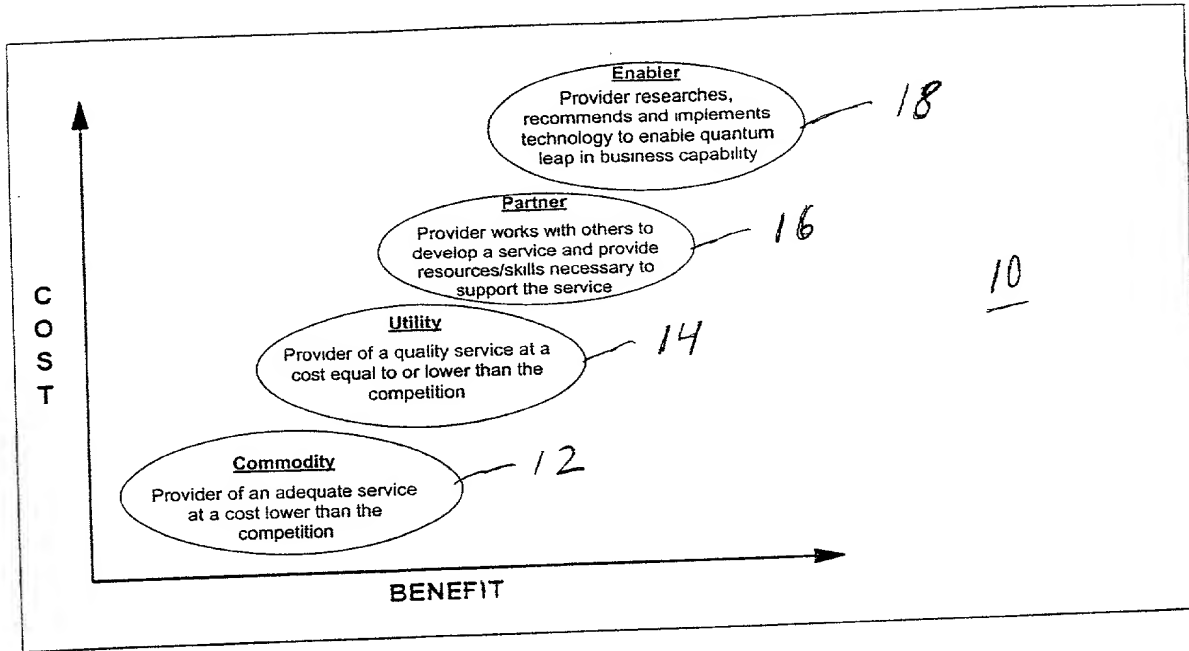 Enabler
Provider researches,
recommends and implements
technology to enable quantum
leap in business capability
18
Partner
Provider works with others to
develop a service and provide
resources/skills necessary to
support the service
16
10
Utility
Provider of a quality service at a
cost equal to or lower than the
competition
14
Commodity
Provider of an adequate service
at a cost lower than the
competition
12
COST
BENEFIT